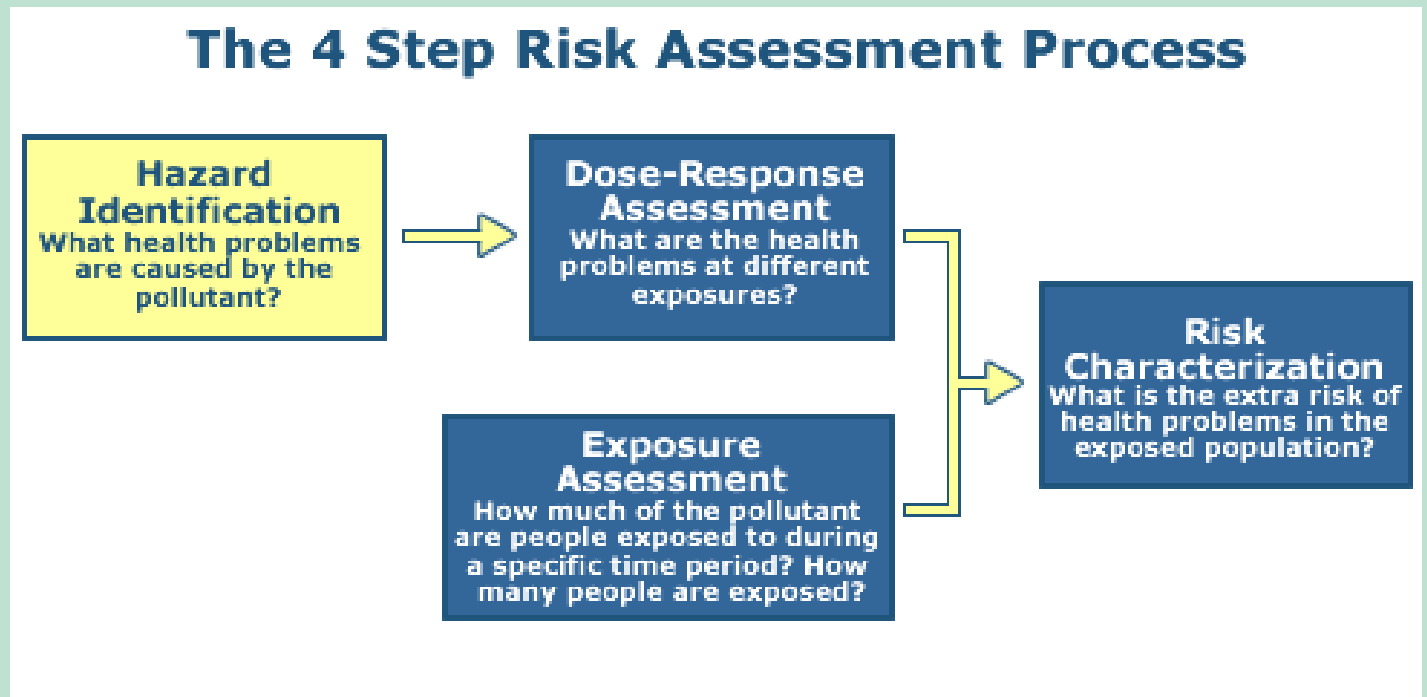 The 4 Step Risk Assessment Process
Hazard
Identification
What health problems
are caused by the
pollutant?
Dose-Response
Assessment
What are the health
problems at different
exposures?
Exposure
Assessment
How much of the pollutant
are people exposed to during
a specific time period? How
many people are exposed?
Risk
Characterization
What is the extra risk of
health problems in the
exposed population?